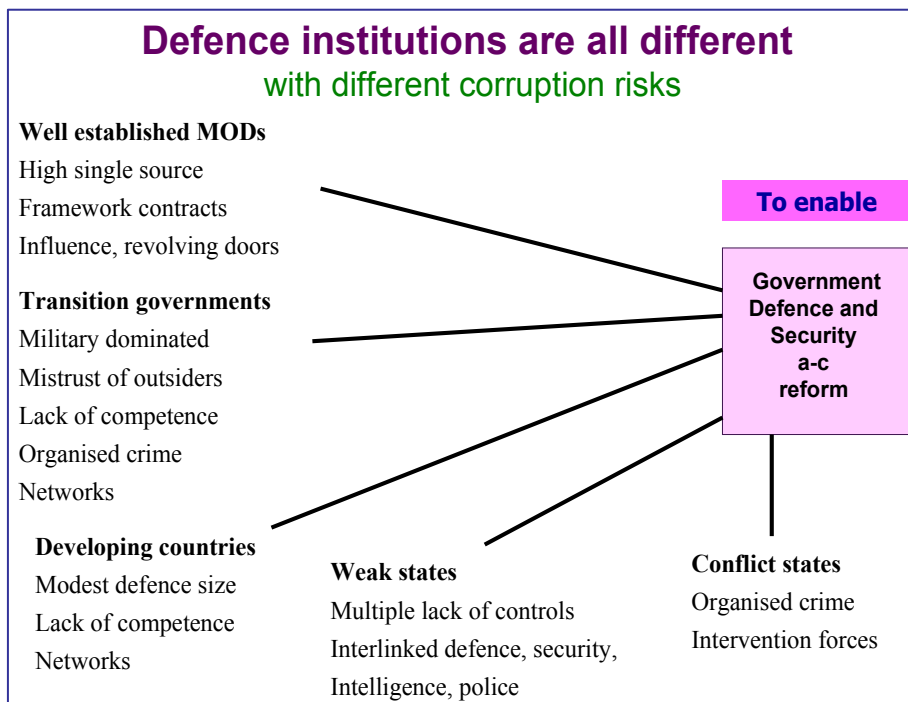 Defence institutions are all different
with different corruption risks
Well established MODs
High single source
Framework contracts
Influence, revolving doors
Transition governments
Military dominated
Mistrust of outsiders
Lack of competence
Organised crime
Networks
Developing countries
Modest defence size
Lack of competence
Networks
Weak states
Multiple lack of controls
Interlinked defence, security,
Intelligence, police
Conflict states
Organised crime
Intervention forces
To enable
Government
Defence and
Security
a-c
reform